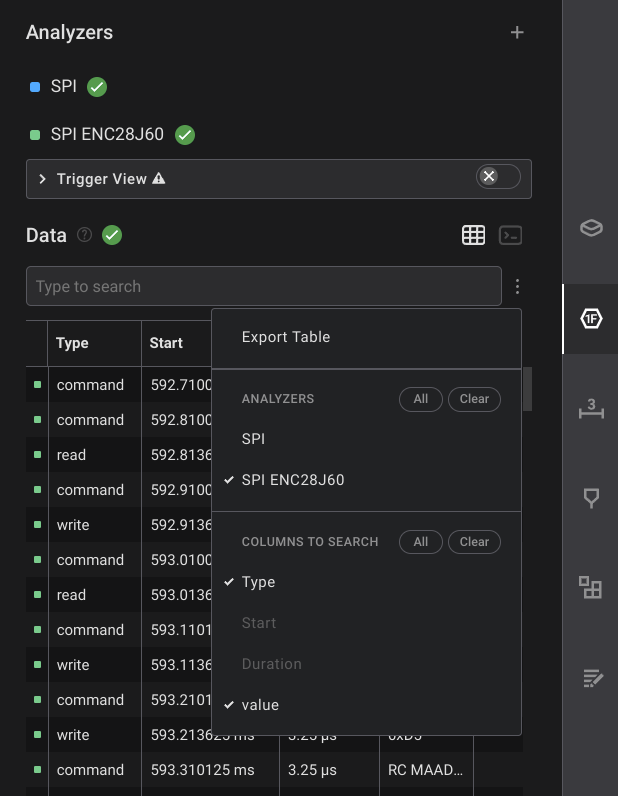 Analyzers +
SPI
SPI ENC28J60
Trigger View
Data ?
Type to search
Type Start
Export Table
ANALYZERS All Clear
SPI
SPI ENC28J60
COLUMNS TO SEARCH All Clear
Type
Start
Duration
value
command 592.7100
command 592.8100
read 592.8136
command 592.9100
write 592.9136
command 593.0100
read 593.0136
command 593.1101
write 593.1136
command 593.2101
write 593.213625 ms 3.25 µs 0xD5
command 593.310125 ms 3.25 µs RC MAAD...
1F
3